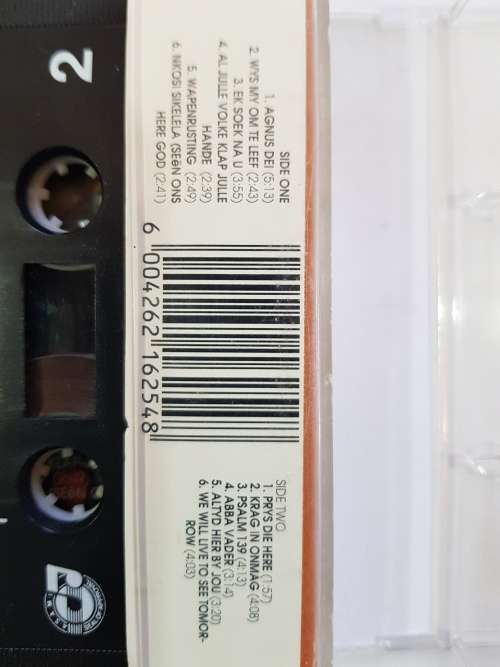 2
SIDE ONE
1. AGNUS DEI (5:13)
2. WYS MY OM TE LEEF (2:43)
3. EK SOEK NA U (3:55)
4. AL JULLE VOLKE KLAP JULLE
HANDE (2:39)
5. WAPENRUSTING (2:49)
6. NKOSI SIKELELA (SEëN ONS
HERE GOD (2:41)
6 004262 162548
SIDE TWO
1. PRYS DIE HERE (1:57)
2. KRAG IN ONMAG (4:08)
3. PSALM 139 (4:13)
4. ABBA VADER (3:14)
5. ALTYD HIER BY JOU (3:20)
6. WE WILL LIVE TO SEE TOMOR-
ROW (4:03)